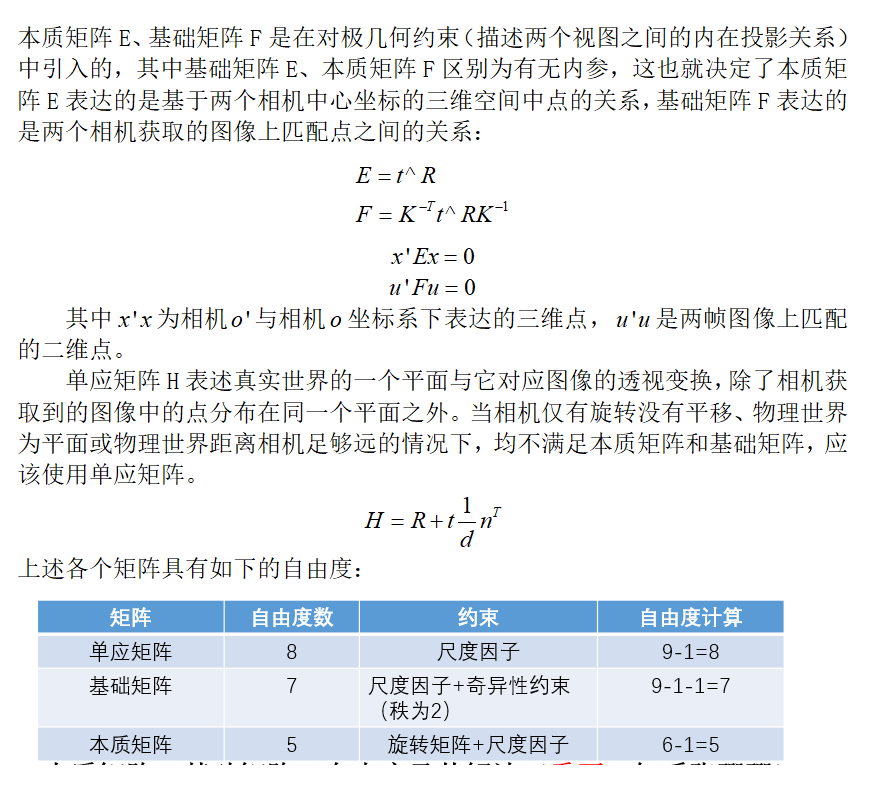 本质矩阵 E、基础矩阵 F 是在对极几何约束（描述两个视图之间的内在投影关系）
中引入的，其中基础矩阵 E、本质矩阵 F 区别为有无内参，这也就决定了本质矩
阵 E 表达的是基于两个相机中心坐标的三维空间中点的关系，基础矩阵 F 表达的
是两个相机获取的图像上匹配点之间的关系：
E = t^ R
F = K^{-T} t^ RK^{-1}
x'Ex = 0
u'Fu = 0
其中 x'x 为相机 o' 与相机 o 坐标系下表达的三维点， u'u 是两帧图像上匹配
的二维点。
单应矩阵 H 表述真实世界的一个平面与它对应图像的透视变换，除了相机获
取到的图像中的点分布在同一个平面之外。当相机仅有旋转没有平移、物理世界
为平面或物理世界距离相机足够远的情况下，均不满足本质矩阵和基础矩阵，应
该使用单应矩阵。
H = R + t \frac{1}{d} n^T
上述各个矩阵具有如下的自由度：
矩阵 自由度数 约束 自由度计算
单应矩阵 8 尺度因子 9-1=8
基础矩阵 7 尺度因子+奇异性约束 9-1-1=7
（秩为2）
本质矩阵 5 旋转矩阵+尺度因子 6-1=5